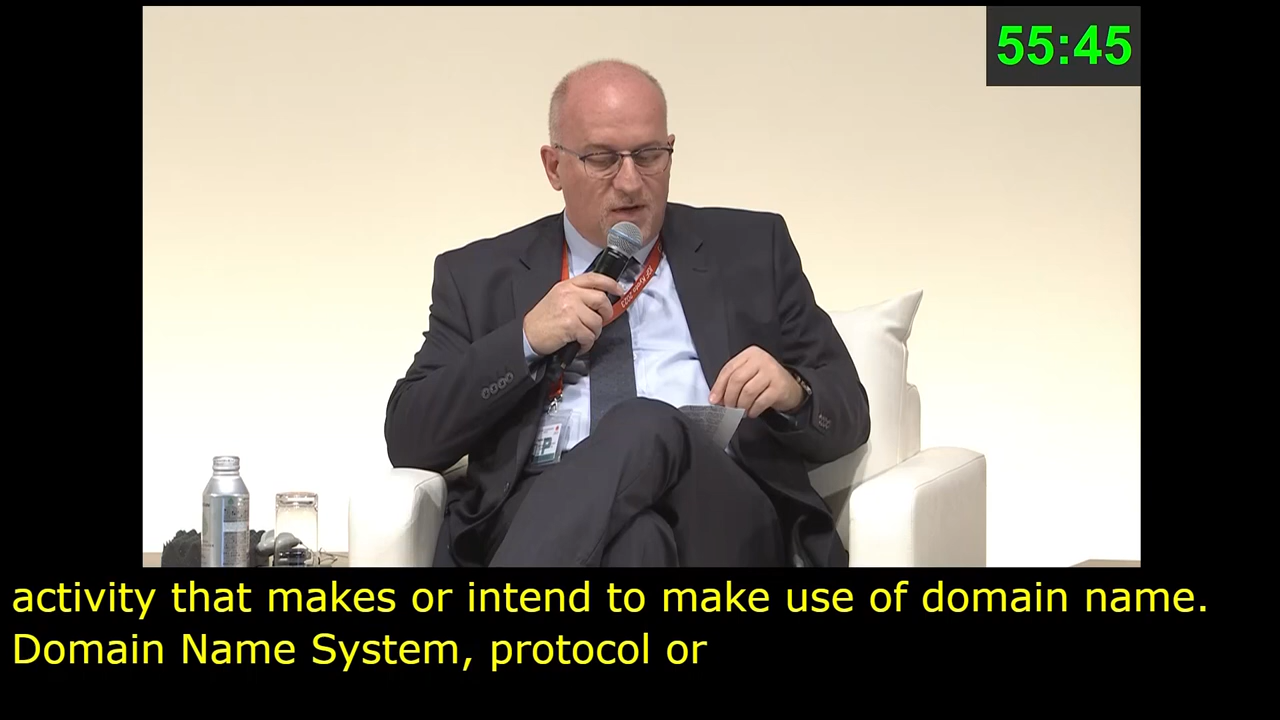 55:45
activity that makes or intend to make use of domain name.
Domain Name System, protocol or